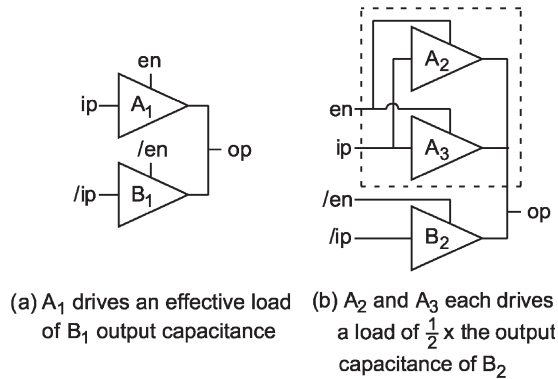 en
ip
A1
/en
op
/ip
B1
(a) A1 drives an effective load
of B1 output capacitance
A2
en
ip
A3
/en
op
/ip
B2
(b) A2 and A3 each drives
a load of 1/2 x the output
capacitance of B2